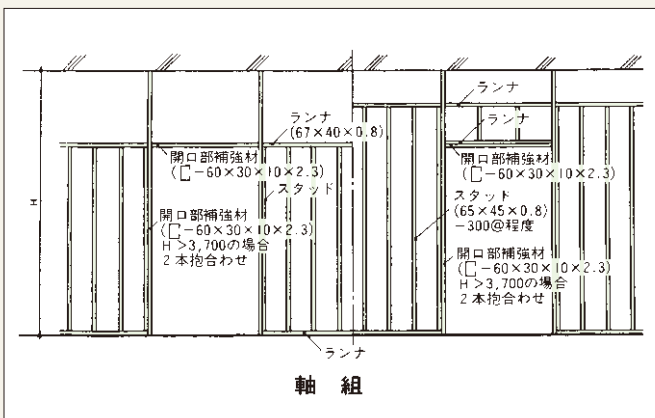 ランナ
(67×40×0.8)
開口部補強材
(［－60×30×10×2.3)
スタッド
開口部補強材
(［－60×30×10×2.3)
H＞3,700の場合
2本抱合わせ
H
ランナ
ランナ
ランナ
開口部補強材
(［－60×30×10×2.3)
スタッド
(65×45×0.8)
－300@程度
開口部補強材
(［－60×30×10×2.3)
H＞3,700の場合
2本抱合わせ
軸組